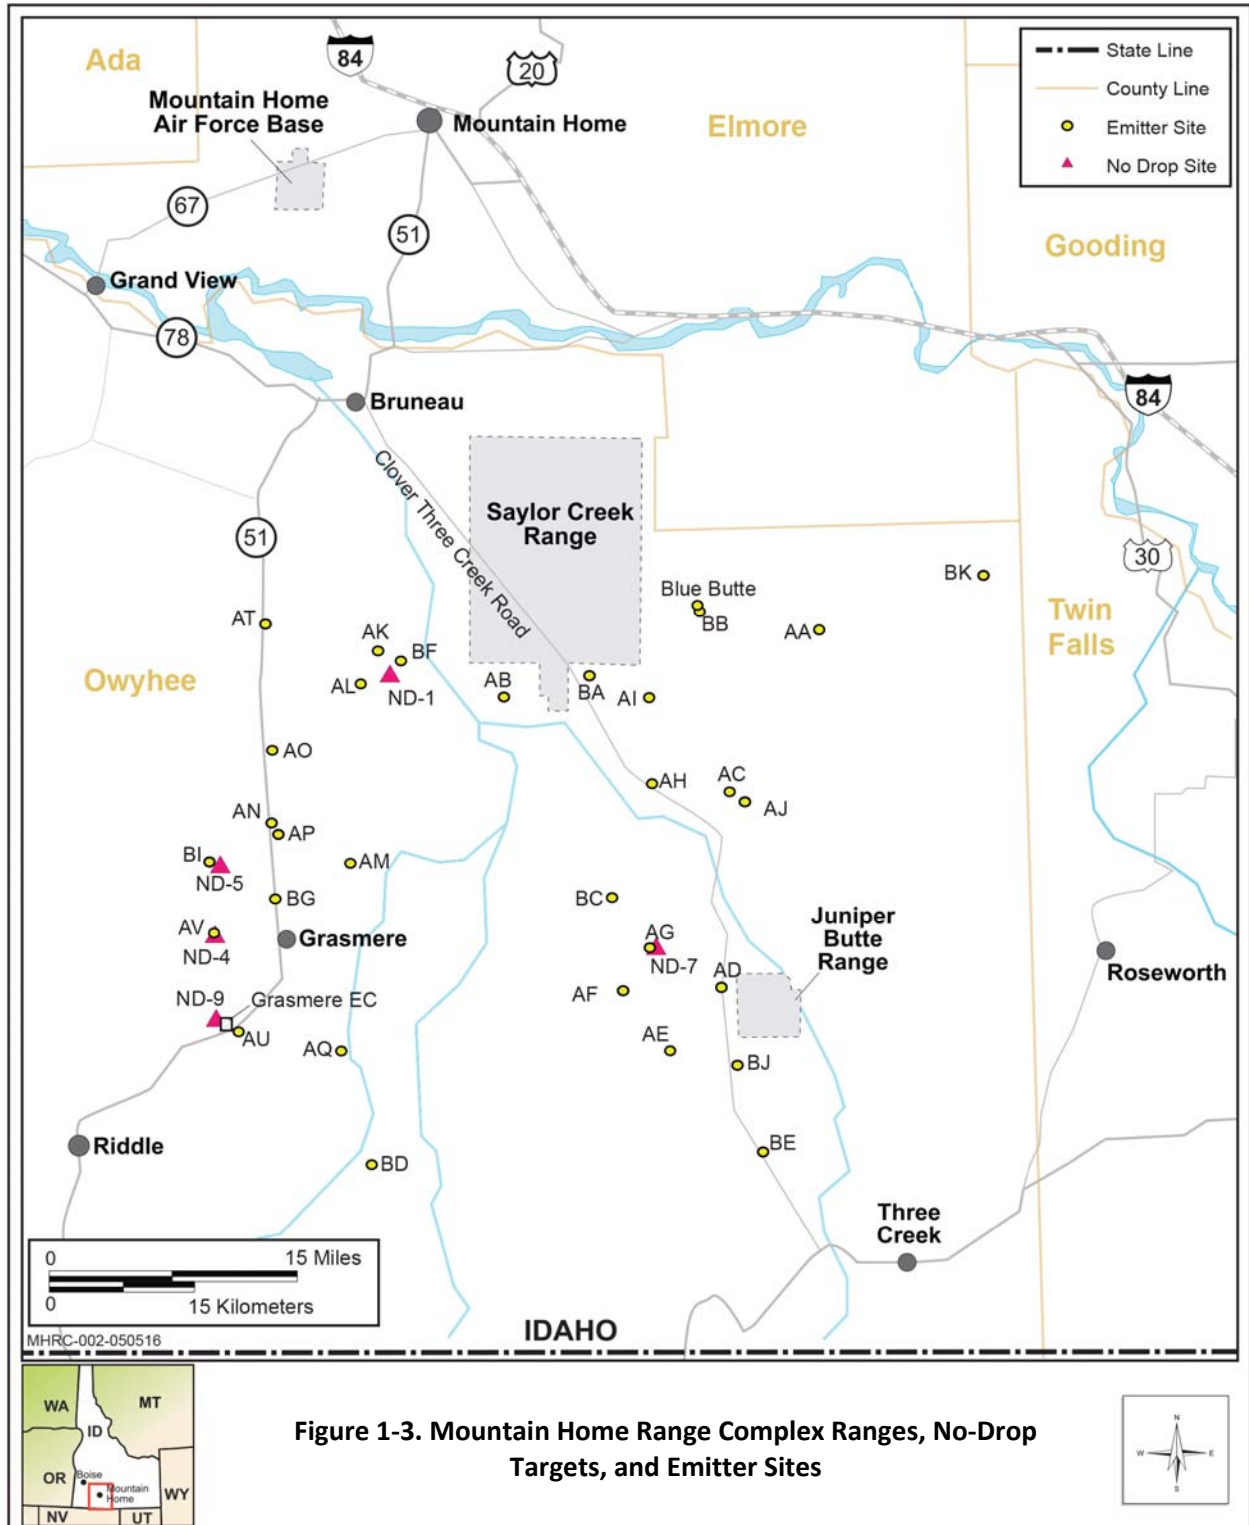 Ada
84
20
State Line
County Line
Emitter Site
No Drop Site
Mountain Home
Air Force Base
Mountain Home
Elmore
67
51
Gooding
Grand View
78
Bruneau
84
Clover Three Creek Road
Saylor Creek
Range
51
30
BK
Blue Butte
BB
AA
Twin
Falls
AT
AK
BF
Owyhee
AL
ND-1
AB
BA
AI
AO
AH
AC
AJ
AN
AP
BI
ND-5
AM
BG
BC
Juniper
Butte
Range
AV
ND-4
Grasmere
AG
ND-7
AD
Roseworth
AF
ND-9
Grasmere EC
AU
AQ
AE
BJ
Riddle
BD
BE
Three
Creek
0 15 Miles
0 15 Kilometers
IDAHO
MHRC-002-050516
WA
MT
ID
OR
Boise
Mountain
Home
WY
NV
UT
Figure 1-3. Mountain Home Range Complex Ranges, No-Drop
Targets, and Emitter Sites
N
W
E
S